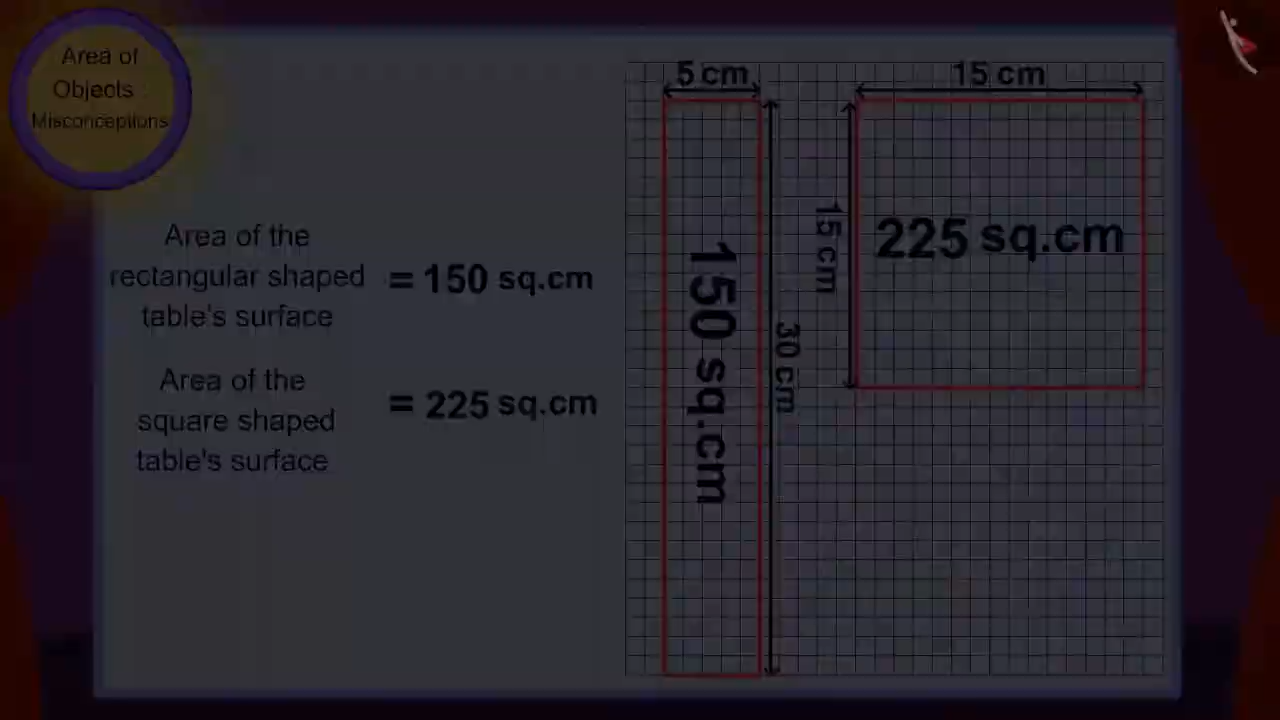 Area of
Objects :
Misconceptions
Area of the
rectangular shaped
table's surface
= 150 sq.cm
Area of the
square shaped
table's surface
= 225 sq.cm
5 cm
150 sq.cm
30 cm
15 cm
15 cm
225 sq.cm